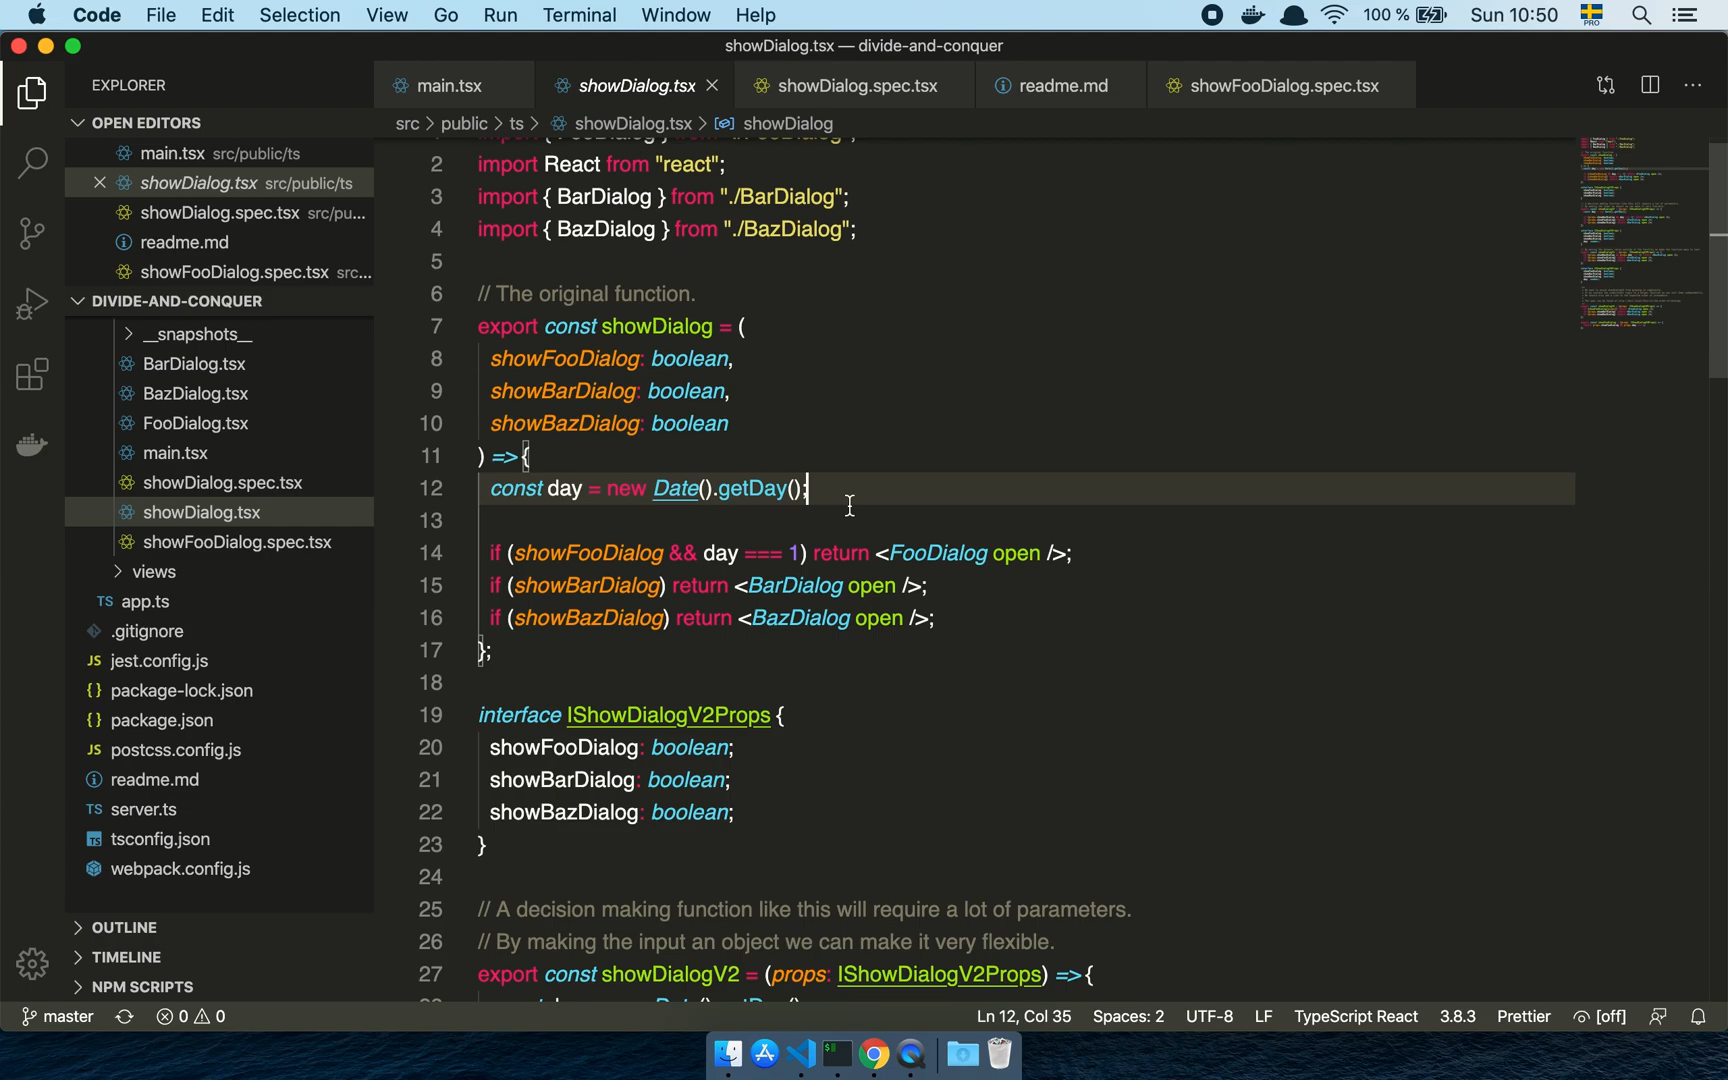 Code File Edit Selection View Go Run Terminal Window Help 100 % Sun 10:50 PRO
showDialog.tsx — divide-and-conquer
EXPLORER
main.tsx showDialog.tsx showDialog.spec.tsx readme.md showFooDialog.spec.tsx
OPEN EDITORS
main.tsx src/public/ts
showDialog.tsx src/public/ts
showDialog.spec.tsx src/pu...
readme.md
showFooDialog.spec.tsx src...
DIVIDE-AND-CONQUER
__snapshots__
BarDialog.tsx
BazDialog.tsx
FooDialog.tsx
main.tsx
showDialog.spec.tsx
showDialog.tsx
showFooDialog.spec.tsx
views
TS app.ts
.gitignore
JS jest.config.js
{} package-lock.json
{} package.json
JS postcss.config.js
readme.md
TS server.ts
TS tsconfig.json
webpack.config.js
OUTLINE
TIMELINE
NPM SCRIPTS
src > public > ts > showDialog.tsx > showDialog
2 import React from "react";
3 import { BarDialog } from "./BarDialog";
4 import { BazDialog } from "./BazDialog";
5
6 // The original function.
7 export const showDialog = (
8 showFooDialog: boolean,
9 showBarDialog: boolean,
10 showBazDialog: boolean
11 ) => {
12 const day = new Date().getDay();
13
14 if (showFooDialog && day === 1) return <FooDialog open />;
15 if (showBarDialog) return <BarDialog open />;
16 if (showBazDialog) return <BazDialog open />;
17 };
18
19 interface IShowDialogV2Props {
20 showFooDialog: boolean;
21 showBarDialog: boolean;
22 showBazDialog: boolean;
23 }
24
25 // A decision making function like this will require a lot of parameters.
26 // By making the input an object we can make it very flexible.
27 export const showDialogV2 = (props: IShowDialogV2Props) => {
master 0 0 Ln 12, Col 35 Spaces: 2 UTF-8 LF TypeScript React 3.8.3 Prettier [off]